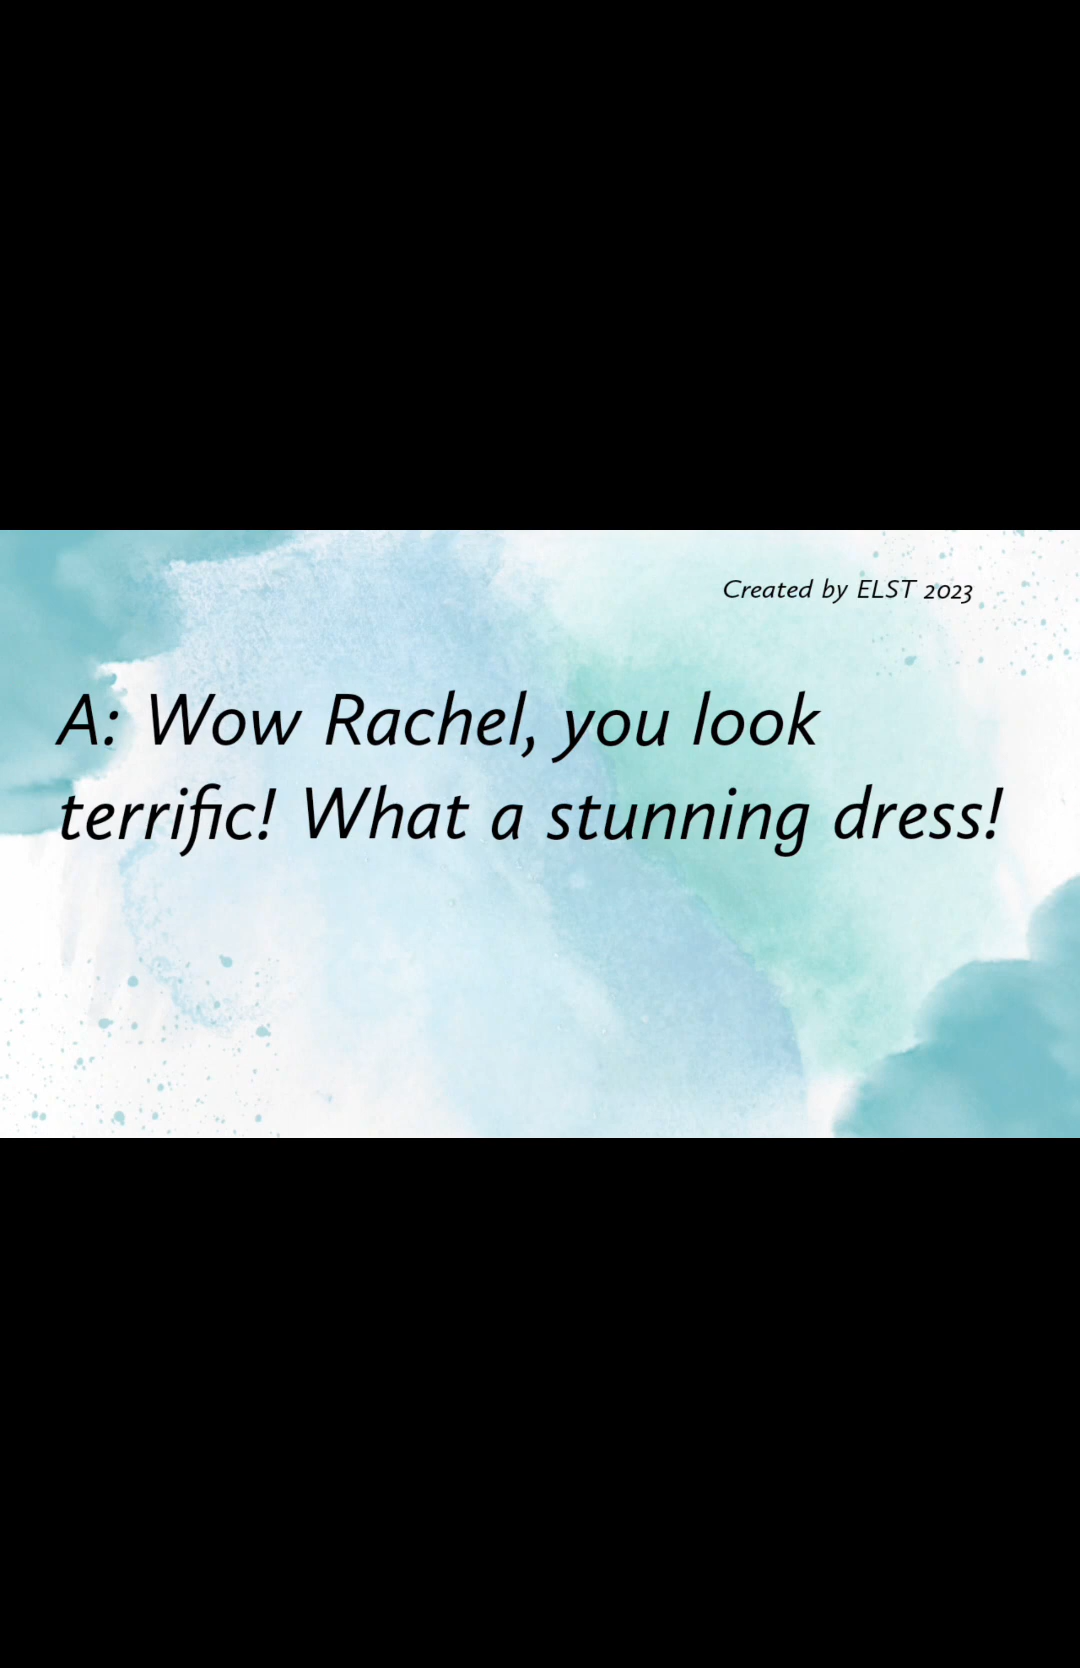 Created by ELST 2023
A: Wow Rachel, you look
terrific! What a stunning dress!